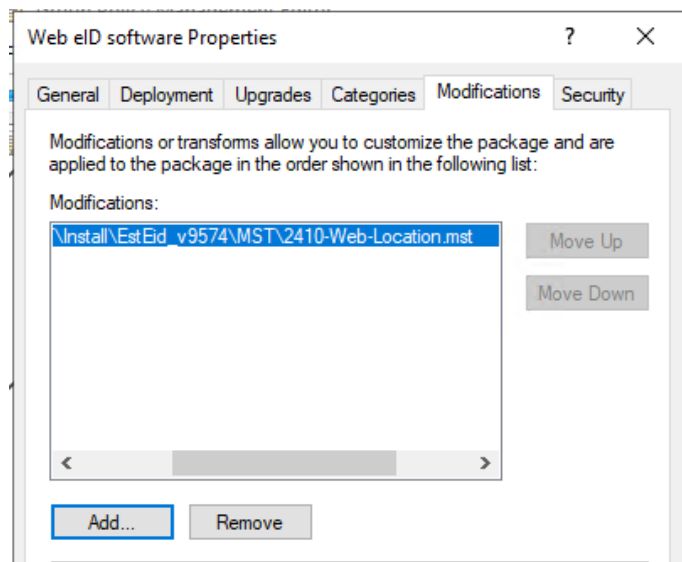 Web eID software Properties
? X
General Deployment Upgrades Categories Modifications Security
Modifications or transforms allow you to customize the package and are
applied to the package in the order shown in the following list:
Modifications:
\Install\EstEid_v9574\MST\2410-Web-Location.mst
Move Up
Move Down
Add...
Remove